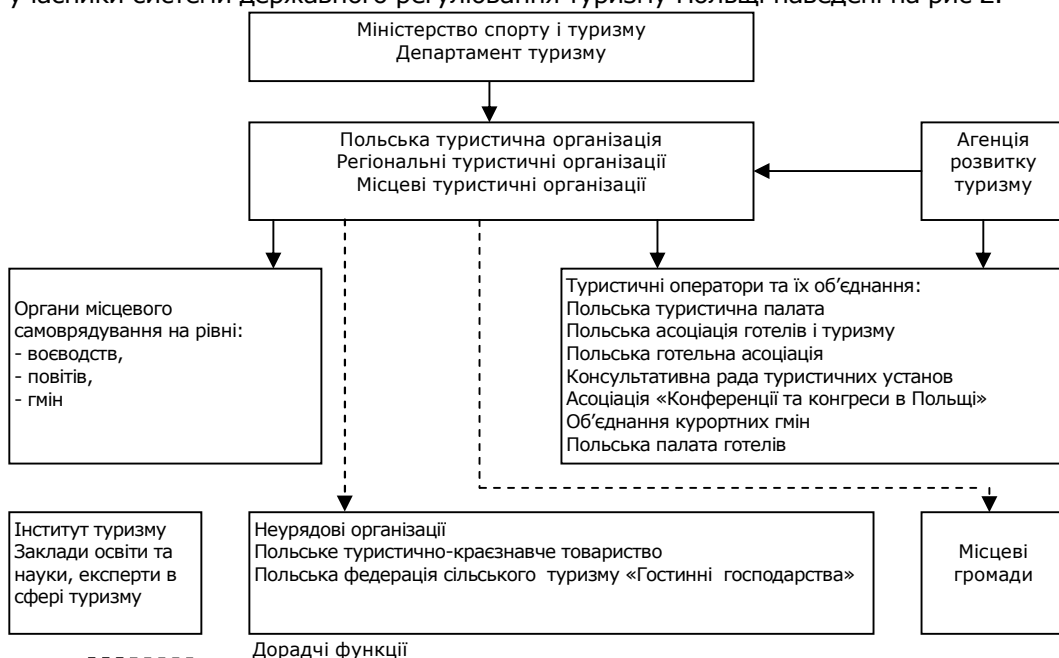 учасники системи державного регулювання туризму Польщі наведені на рис 2.
Міністерство спорту і туризму
Департамент туризму
Польська туристична організація
Регіональні туристичні організації
Місцеві туристичні організації
Агенція
розвитку
туризму
Органи місцевого
самоврядування на рівні:
- воєводств,
- повітів,
- гмін
Туристичні оператори та їх об’єднання:
Польська туристична палата
Польська асоціація готелів і туризму
Польська готельна асоціація
Консультативна рада туристичних установ
Асоціація «Конференції та конгреси в Польщі»
Об’єднання курортних гмін
Польська палата готелів
Інститут туризму
Заклади освіти та
науки, експерти в
сфері туризму
Неурядові організації
Польське туристично-краєзнавче товариство
Польська федерація сільського туризму «Гостинні господарства»
Місцеві
громади
Дорадчі функції